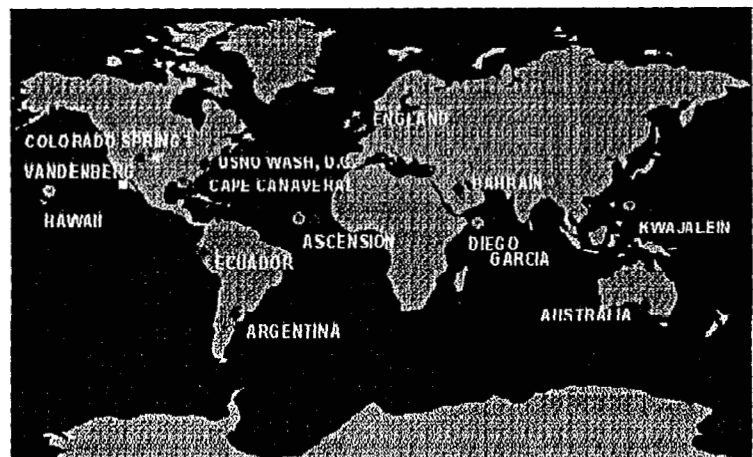 ENGLAND
COLORADO SPRINGS
USNO WASH, D.C.
VANDENBERG
CAPE CANAVERAL
BAHRAIN
HAWAII
ASCENSION
DIEGO
GARCIA
KWAJALEIN
ECUADOR
AUSTRALIA
ARGENTINA